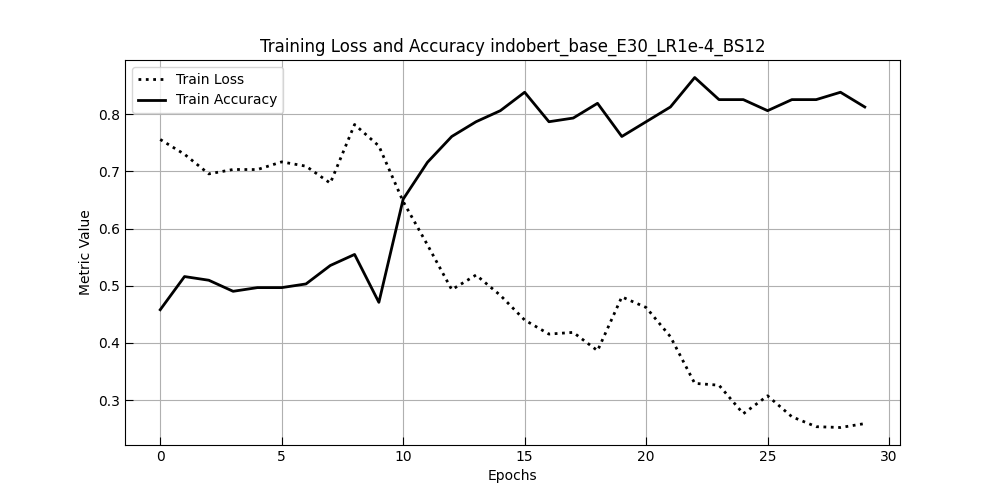 Training Loss and Accuracy indobert_base_E30_LR1e-4_BS12
Train Loss
Train Accuracy
0.8
0.7
0.6
0.5
0.4
0.3
Metric Value
0 5 10 15 20 25 30
Epochs